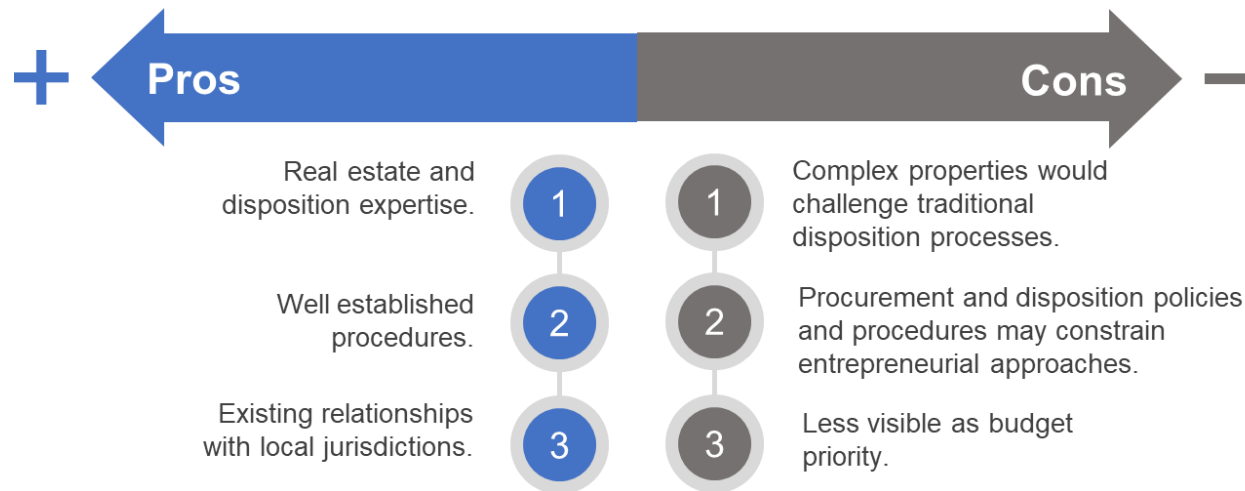 +
Pros
Cons
–
Real estate and
disposition expertise.
1
Well established
procedures.
2
Existing relationships
with local jurisdictions.
3
1
Complex properties would
challenge traditional
disposition processes.
2
Procurement and disposition policies
and procedures may constrain
entrepreneurial approaches.
3
Less visible as budget
priority.